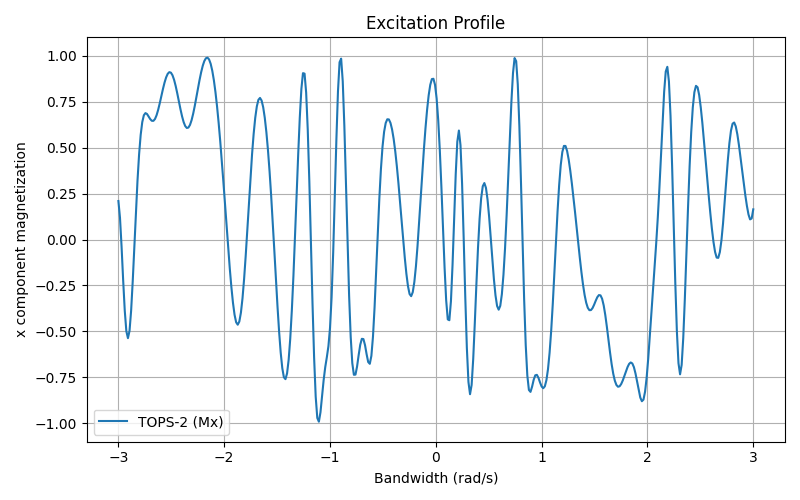 Excitation Profile
x component magnetization
1.00
0.75
0.50
0.25
0.00
−0.25
−0.50
−0.75
−1.00
TOPS-2 (Mx)
−3 −2 −1 0 1 2 3
Bandwidth (rad/s)